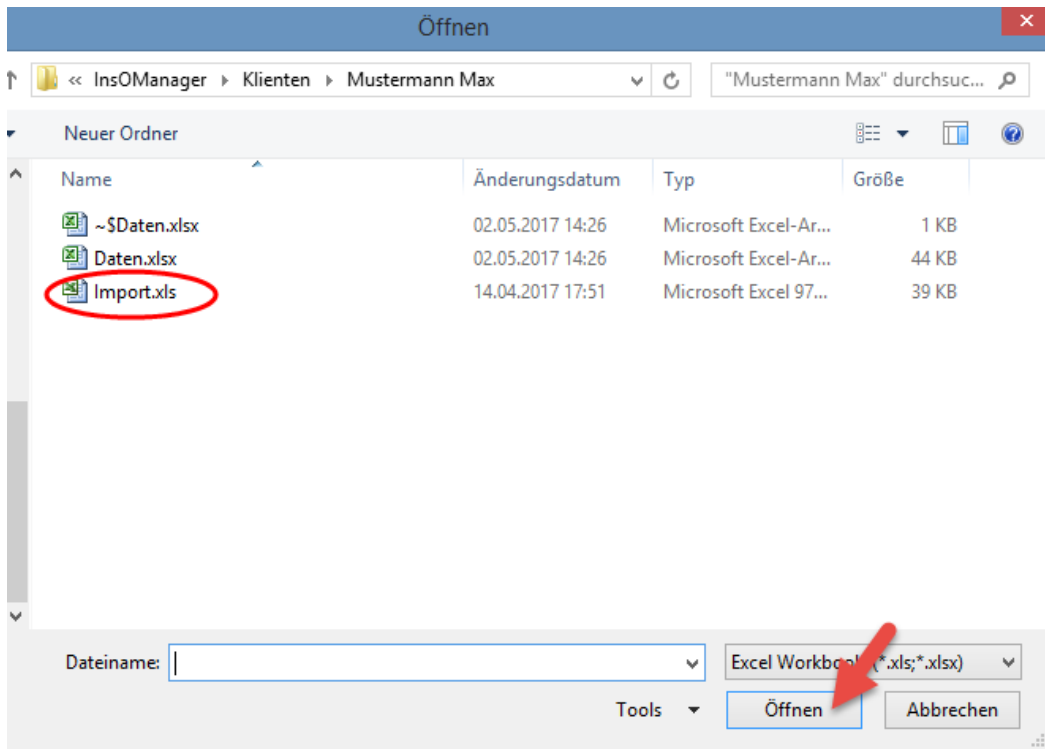 Öffnen
« InsOManager Klienten Mustermann Max
"Mustermann Max" durchsuc...
Neuer Ordner
Name Änderungsdatum Typ Größe
~$Daten.xlsx 02.05.2017 14:26 Microsoft Excel-Ar... 1 KB
Daten.xlsx 02.05.2017 14:26 Microsoft Excel-Ar... 44 KB
Import.xls 14.04.2017 17:51 Microsoft Excel 97... 39 KB
Dateiname:
Excel (*.xls;*.xlsx)
Tools Öffnen Abbrechen